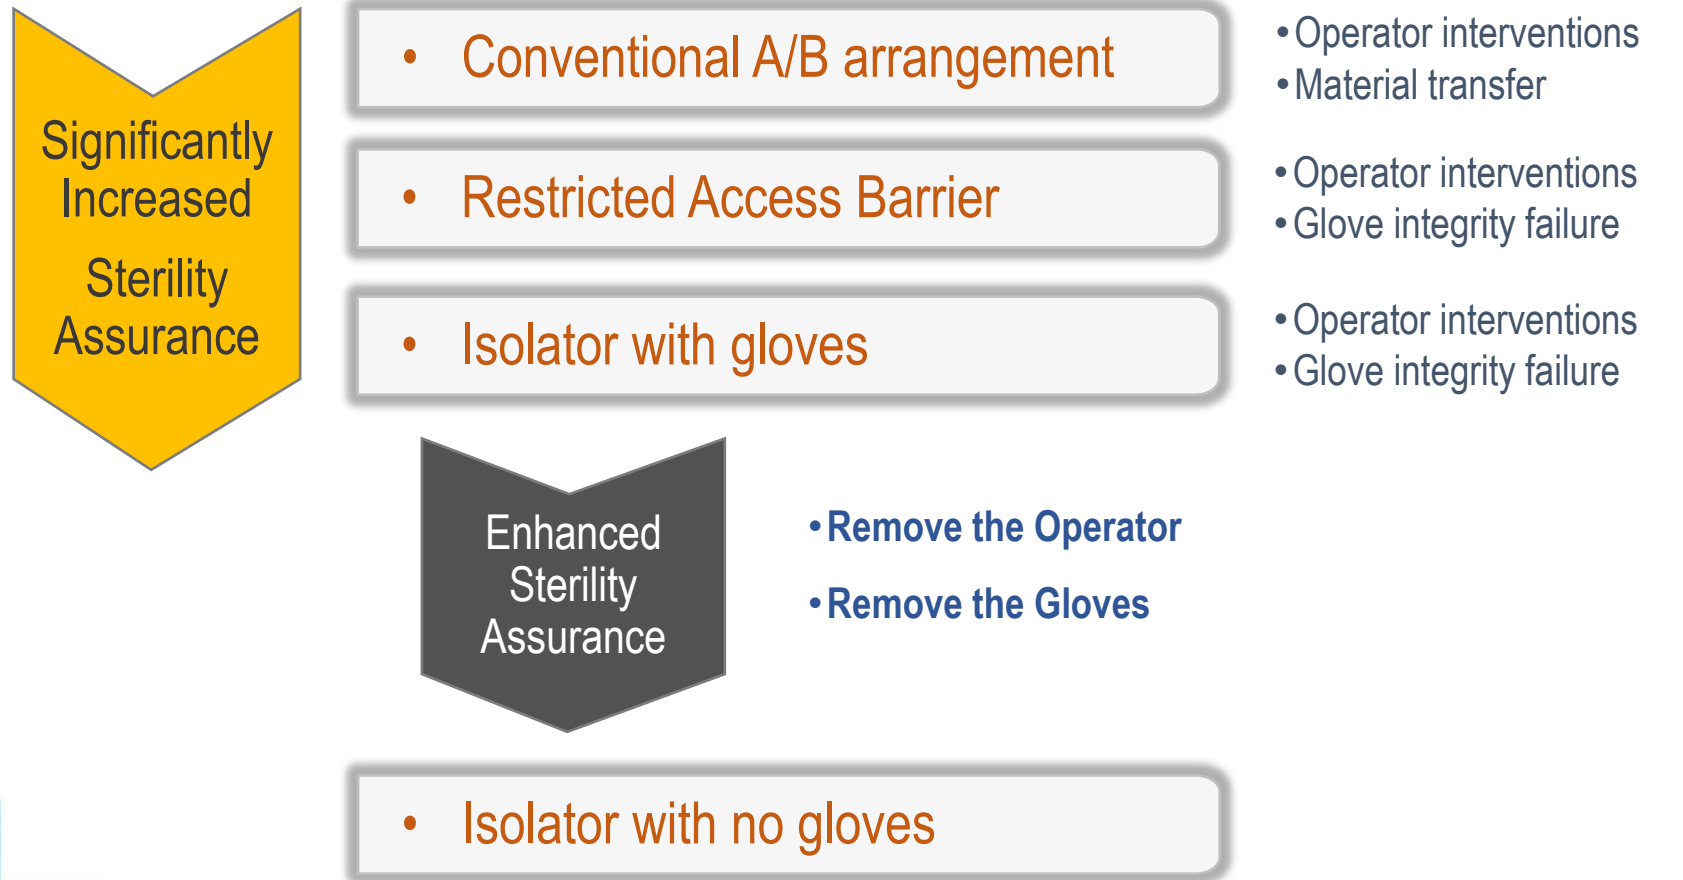 Significantly
Increased
Sterility
Assurance
• Conventional A/B arrangement
• Operator interventions
• Material transfer
• Restricted Access Barrier
• Operator interventions
• Glove integrity failure
• Isolator with gloves
• Operator interventions
• Glove integrity failure
Enhanced
Sterility
Assurance
• Remove the Operator
• Remove the Gloves
• Isolator with no gloves